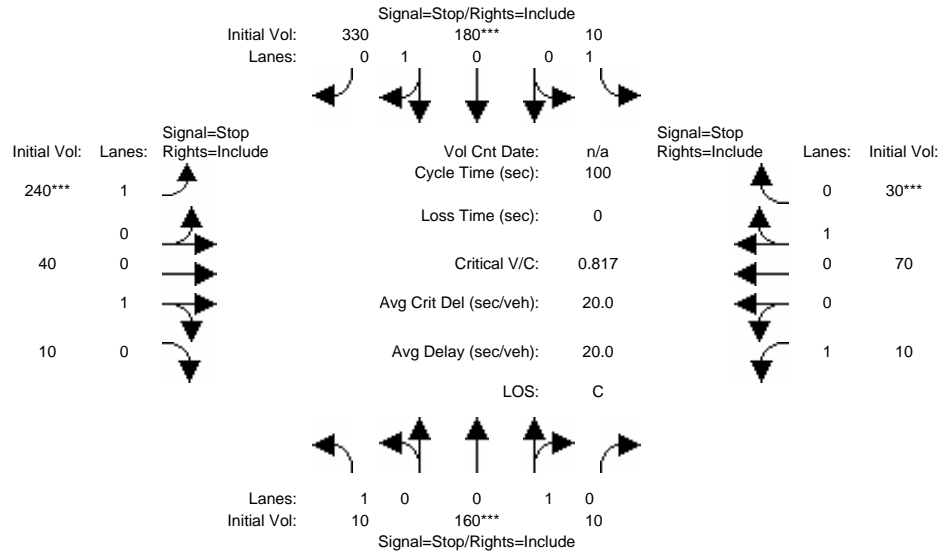 Signal=Stop/Rights=Include
Initial Vol: 330 180*** 10
Lanes: 0 1 0 0 1
Signal=Stop
Initial Vol: Lanes: Rights=Include
Vol Cnt Date: n/a
Signal=Stop
Rights=Include Lanes: Initial Vol:
Cycle Time (sec): 100
240*** 1
0 30***
Loss Time (sec): 0
0
1
40 0
Critical V/C: 0.817
0 70
1
Avg Crit Del (sec/veh): 20.0
0
10 0
Avg Delay (sec/veh): 20.0
1 10
LOS: C
Lanes: 1 0 0 1 0
Initial Vol: 10 160*** 10
Signal=Stop/Rights=Include